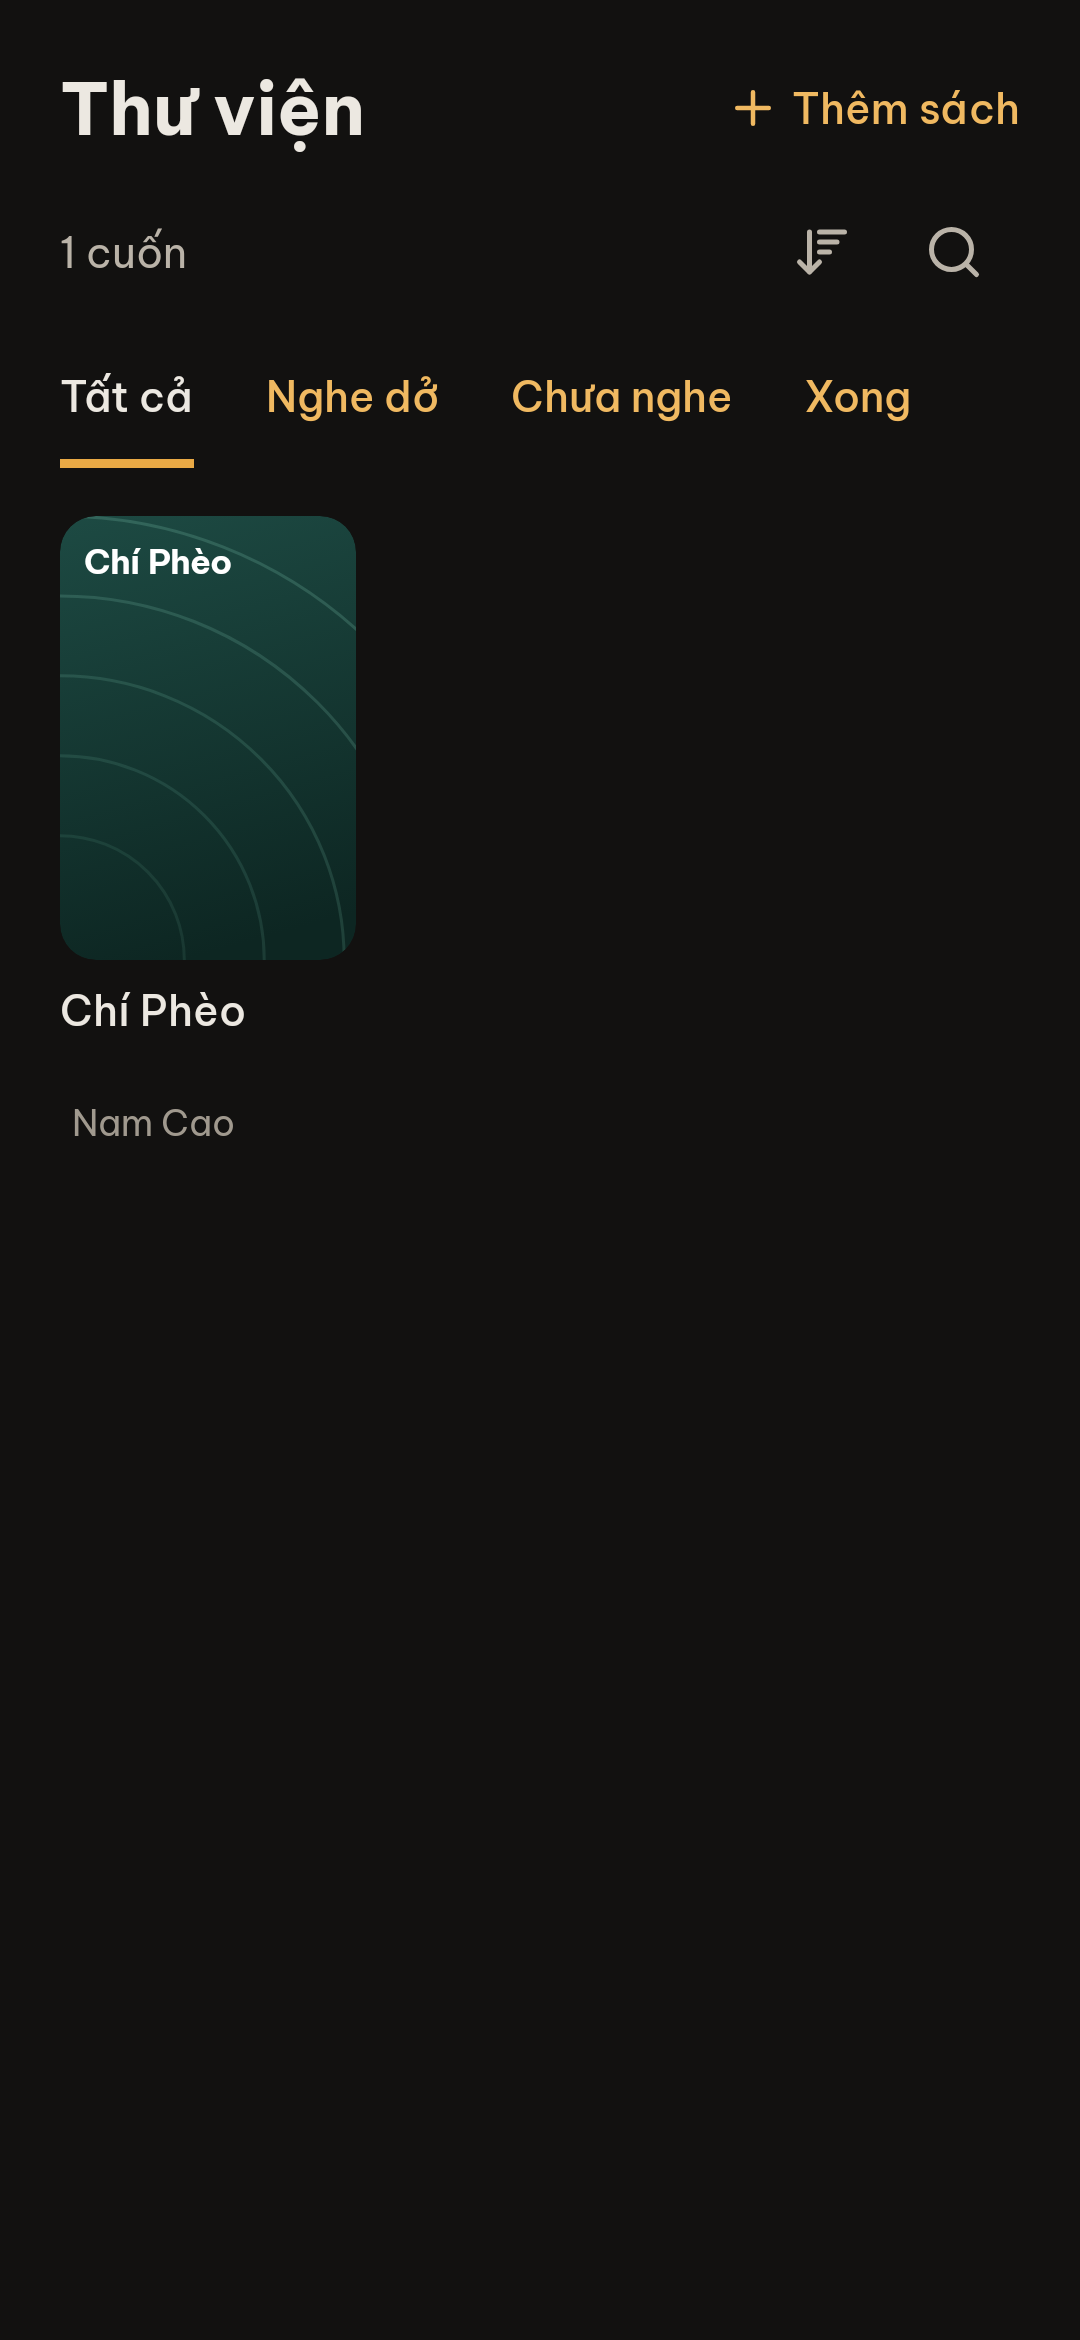 Thư viện
Thêm sách
1 cuốn
Tất cả Nghe dở Chưa nghe Xong
Chí Phèo
Chí Phèo
Nam Cao